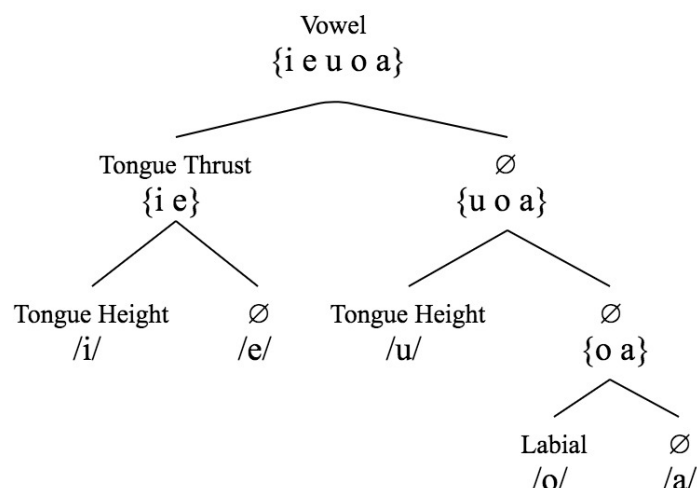 Vowel
{i e u o a}
Tongue Thrust ∅
{i e} {u o a}
Tongue Height ∅ Tongue Height ∅
/i/ /e/ /u/ {o a}
Labial ∅
/o/ /a/